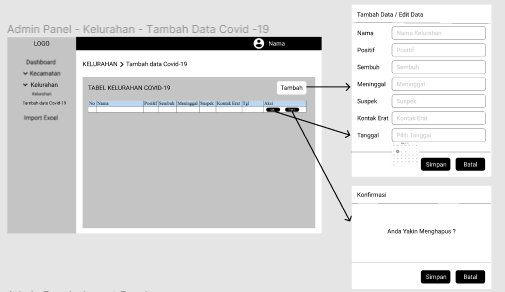 Admin Panel - Kelurahan - Tambah Data Covid -19
LOGO
Nama
Dashboard
Kecamatan
Kelurahan
Kelurahan
Tambah data Covid-19
Import Excel
KELURAHAN > Tambah data Covid-19
TABEL KELURAHAN COVID-19
Tambah
No Nama Positif Sembuh Meninggal Suspek Kontak Erat Tgl Aksi
Tambah Data / Edit Data
Nama Nama Kelurahan
Positif Positif
Sembuh Sembuh
Meninggal Meninggal
Suspek Suspek
Kontak Erat Kontak Erat
Tanggal Pilih Tanggal
Simpan Batal
Konfirmasi
Anda Yakin Menghapus ?
Simpan Batal